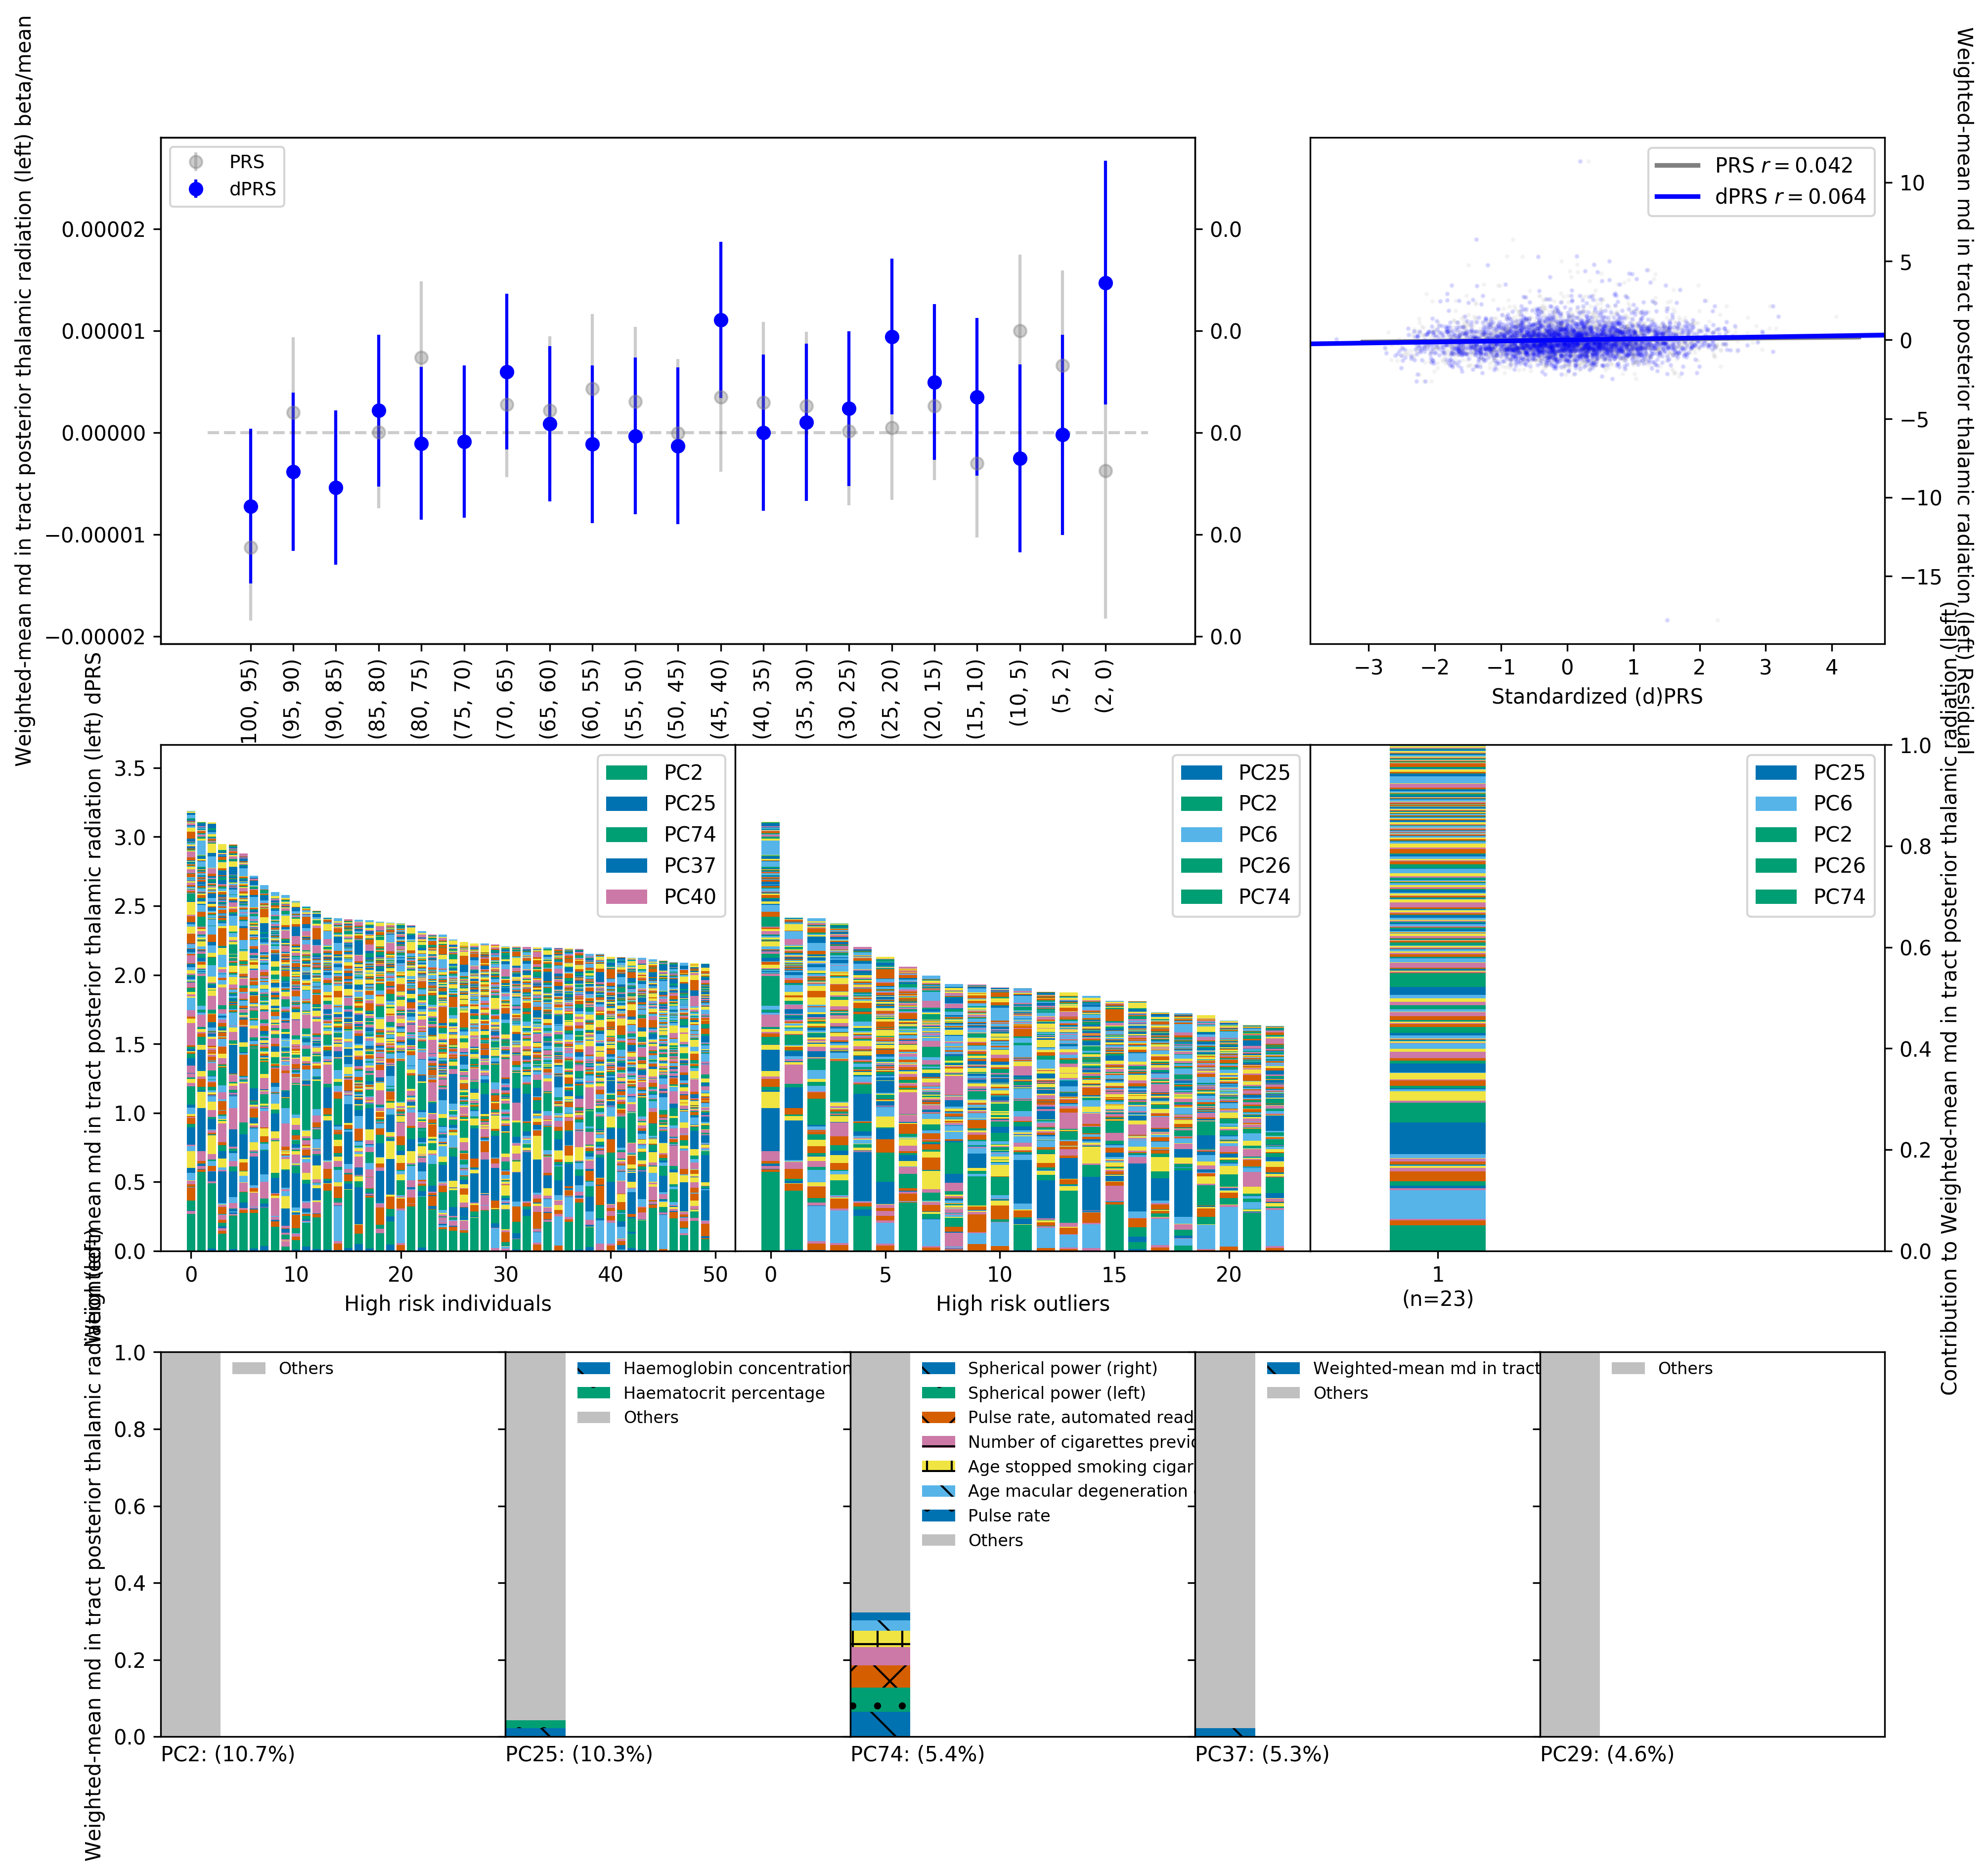 Weighted-mean md in tract posterior thalamic radiation (left) beta/mean
PRS
dPRS
0.00002
0.00001
0.00000
−0.00001
−0.00002
0.0
0.0
0.0
0.0
0.0
100, 95)
(95, 90)
(90, 85)
(85, 80)
(80, 75)
(75, 70)
(70, 65)
(65, 60)
(60, 55)
(55, 50)
(50, 45)
(45, 40)
(40, 35)
(35, 30)
(30, 25)
(25, 20)
(20, 15)
(15, 10)
(10, 5)
(5, 2)
(2, 0)
PRS r = 0.042
dPRS r = 0.064
10
5
0
−5
−10
−15
−3
−2
−1
0
1
2
3
4
Standardized (d)PRS
Weighted-mean md in tract posterior thalamic radiation (left) Residual
mean md in tract posterior thalamic radiation (left) dPRS
3.5
3.0
2.5
2.0
1.5
1.0
0.5
0.0
PC2
PC25
PC74
PC37
PC40
0
10
20
30
40
50
High risk individuals
PC25
PC2
PC6
PC26
PC74
0
5
10
15
20
High risk outliers
PC25
PC6
PC2
PC26
PC74
1
(n=23)
1.0
0.8
0.6
0.4
0.2
0.0
Contribution to Weighted-mean md in tract posterior thalamic radiation (left)
Weighted-mean md in tract posterior thalamic radiation (left)
1.0
0.8
0.6
0.4
0.2
0.0
Others
PC2: (10.7%)
Haemoglobin concentration
Haematocrit percentage
Others
PC25: (10.3%)
Spherical power (right)
Spherical power (left)
Pulse rate, automated read
Number of cigarettes previo
Age stopped smoking cigar
Age macular degeneration
Pulse rate
Others
PC74: (5.4%)
Weighted-mean md in tract
Others
PC37: (5.3%)
Others
PC29: (4.6%)